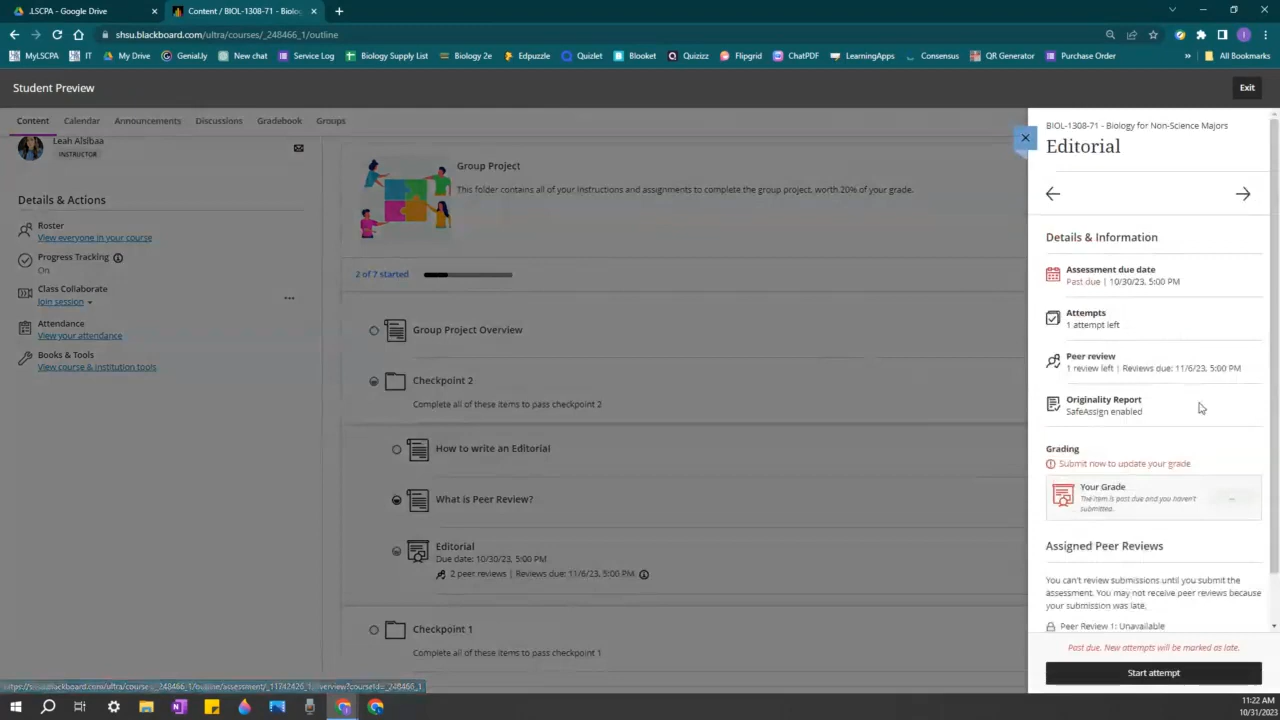 .LSCPA - Google Drive
Content / BIOL-1308-71 - Biolog
shsu.blackboard.com/ultra/courses/_248466_1/outline
MyLSCPA
IT
My Drive
Genial.ly
New chat
Service Log
Biology Supply List
Biology 2e
Edpuzzle
Quizlet
Blooket
Quizizz
Flipgrid
ChatPDF
LearningApps
Consensus
QR Generator
Purchase Order
»
All Bookmarks
Student Preview
Exit
Content
Calendar
Announcements
Discussions
Gradebook
Groups
Leah Alsibaa
INSTRUCTOR
Details & Actions
Roster
View everyone in your course
Progress Tracking
On
Class Collaborate
Join session
Attendance
View your attendance
Books & Tools
View course & institution tools
Group Project
This folder contains all of your instructions and assignments to complete the group project, worth 20% of your grade.
2 of 7 started
Group Project Overview
Checkpoint 2
Complete all of these items to pass checkpoint 2
How to write an Editorial
What is Peer Review?
Editorial
Due date: 10/30/23, 5:00 PM
2 peer reviews | Reviews due: 11/6/23, 5:00 PM
Checkpoint 1
Complete all of these items to pass checkpoint 1
BIOL-1308-71 - Biology for Non-Science Majors
Editorial
Details & Information
Assessment due date
Past due | 10/30/23, 5:00 PM
Attempts
1 attempt left
Peer review
1 review left | Reviews due: 11/6/23, 5:00 PM
Originality Report
SafeAssign enabled
Grading
Submit now to update your grade
Your Grade
The item is past due and you haven't
submitted.
--
Assigned Peer Reviews
You can't review submissions until you submit the
assessment. You may not receive peer reviews because
your submission was late.
Peer Review 1: Unavailable
Past due. New attempts will be marked as late.
Start attempt
11:22 AM
10/31/2023